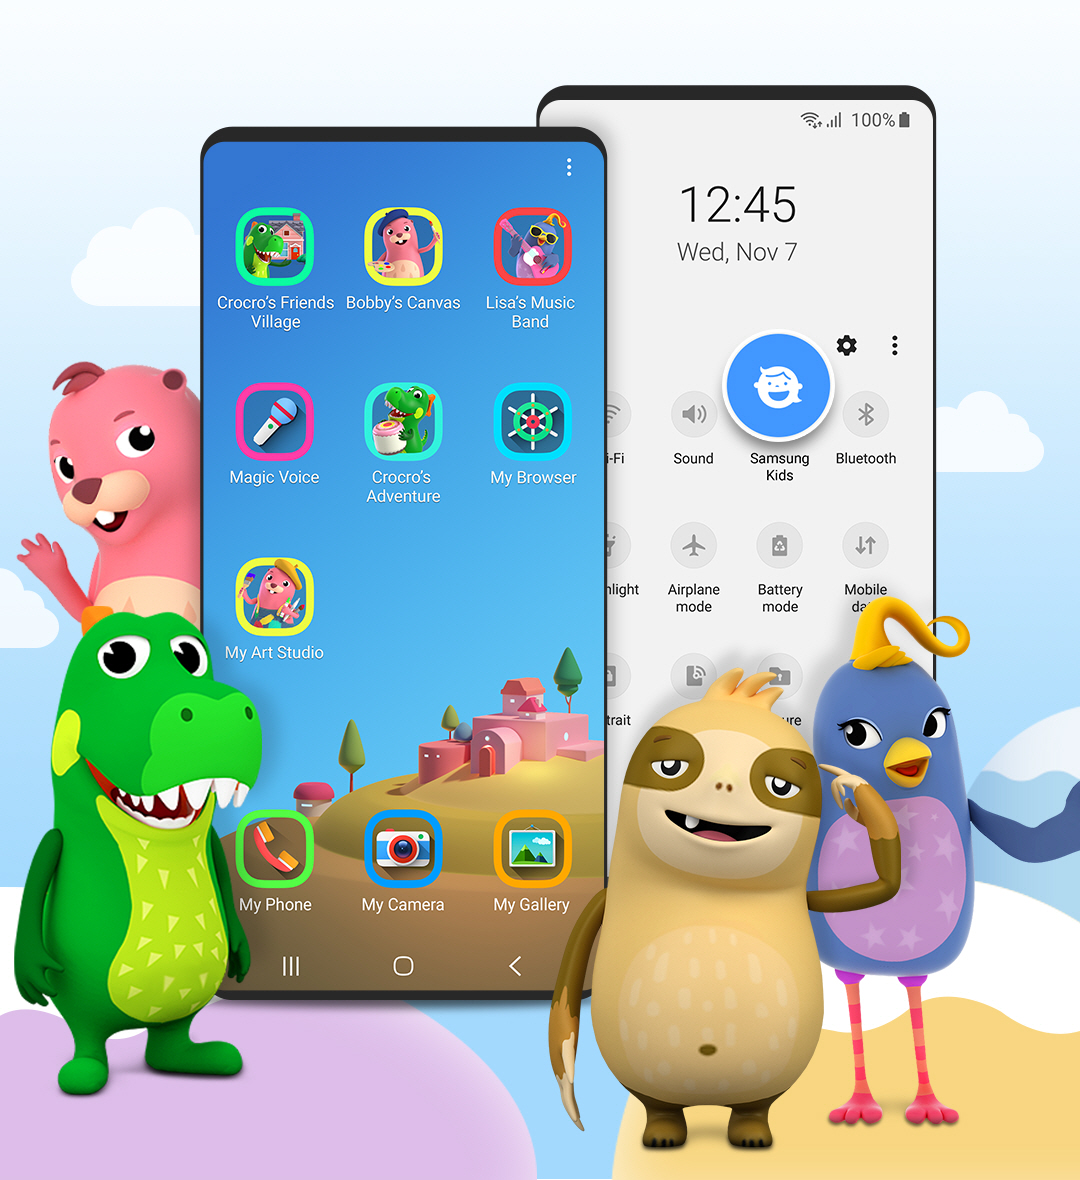 100%
12:45
Wed, Nov 7
Crocro's Friends
Village
Bobby's Canvas
Lisa's Music
Band
Magic Voice
Crocro's
Adventure
My Browser
My Art Studio
My Phone
My Camera
My Gallery
i-Fi
Sound
Samsung
Kids
Bluetooth
light
Airplane
mode
Battery
mode
Mobile
da
trait
ure